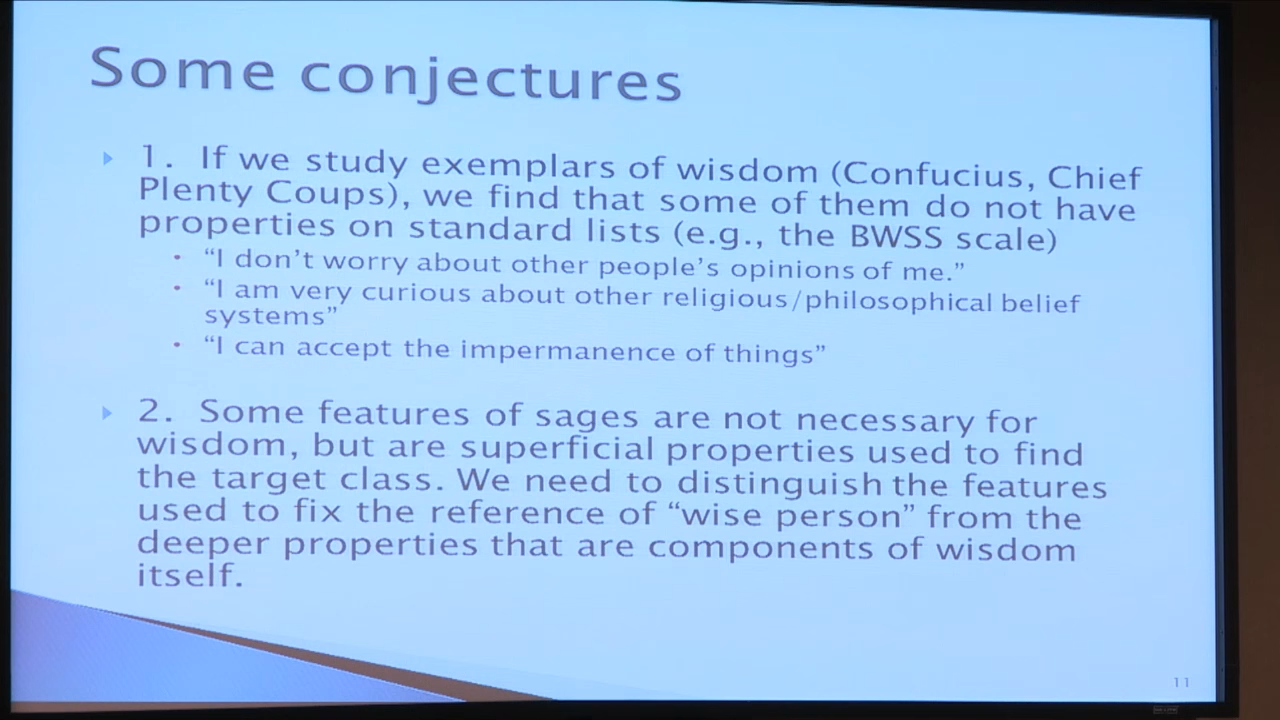 Some conjectures
1. If we study exemplars of wisdom (Confucius, Chief
Plenty Coups), we find that some of them do not have
properties on standard lists (e.g., the BWSS scale)
• “I don’t worry about other people’s opinions of me.”
• “I am very curious about other religious/philosophical belief
systems”
• “I can accept the impermanence of things”
2. Some features of sages are not necessary for
wisdom, but are superficial properties used to find
the target class. We need to distinguish the features
used to fix the reference of “wise person” from the
deeper properties that are components of wisdom
itself.
11